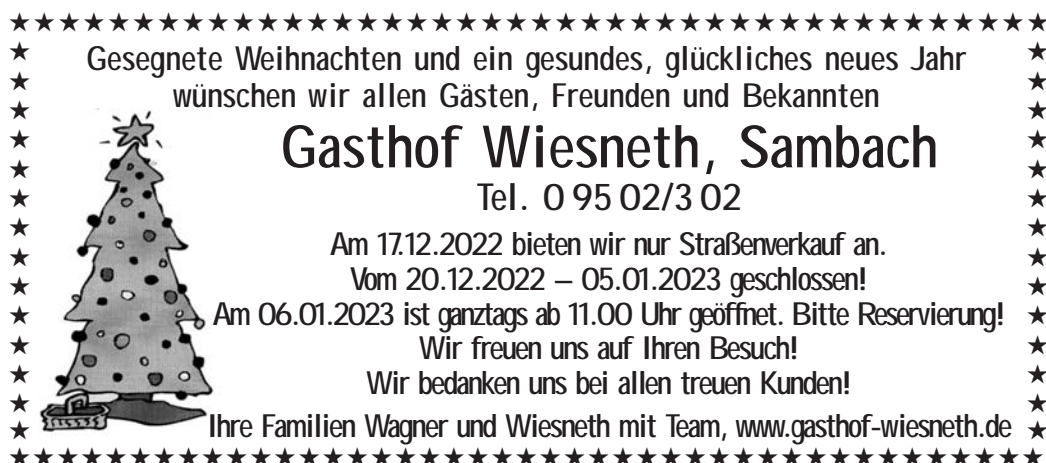 Gesegnete Weihnachten und ein gesundes, glückliches neues Jahr
wünschen wir allen Gästen, Freunden und Bekannten
Gasthof Wiesneth, Sambach
Tel. 0 95 02/3 02
Am 17.12.2022 bieten wir nur Straßenverkauf an.
Vom 20.12.2022 – 05.01.2023 geschlossen!
Am 06.01.2023 ist ganztags ab 11.00 Uhr geöffnet. Bitte Reservierung!
Wir freuen uns auf Ihren Besuch!
Wir bedanken uns bei allen treuen Kunden!
Ihre Familien Wagner und Wiesneth mit Team, www.gasthof-wiesneth.de